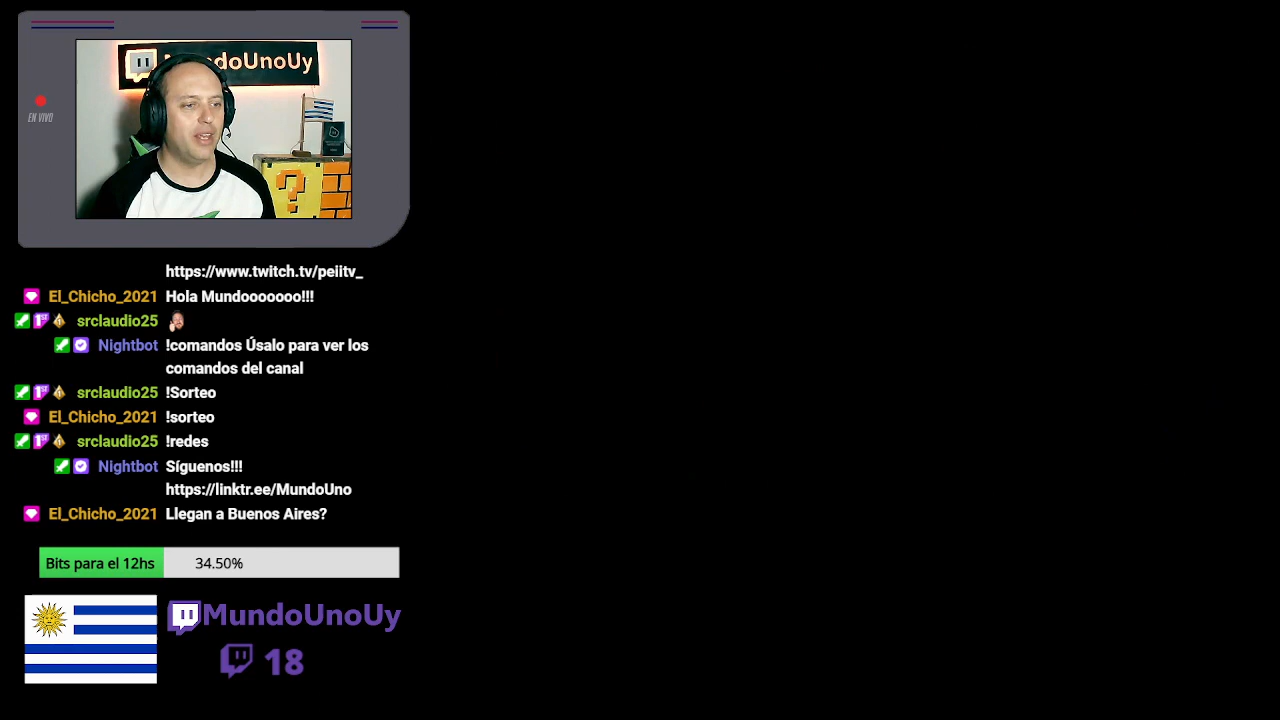 MundoUnoUy
EN VIVO
https://www.twitch.tv/peiitv_
El_Chicho_2021 Hola Mundooooooo!!!
srclaudio25
Nightbot !comandos Úsalo para ver los
comandos del canal
srclaudio25 !Sorteo
El_Chicho_2021 !sorteo
srclaudio25 !redes
Nightbot Síguenos!!!
https://linktr.ee/MundoUno
El_Chicho_2021 Llegan a Buenos Aires?
Bits para el 12hs 34.50%
MundoUnoUy
18